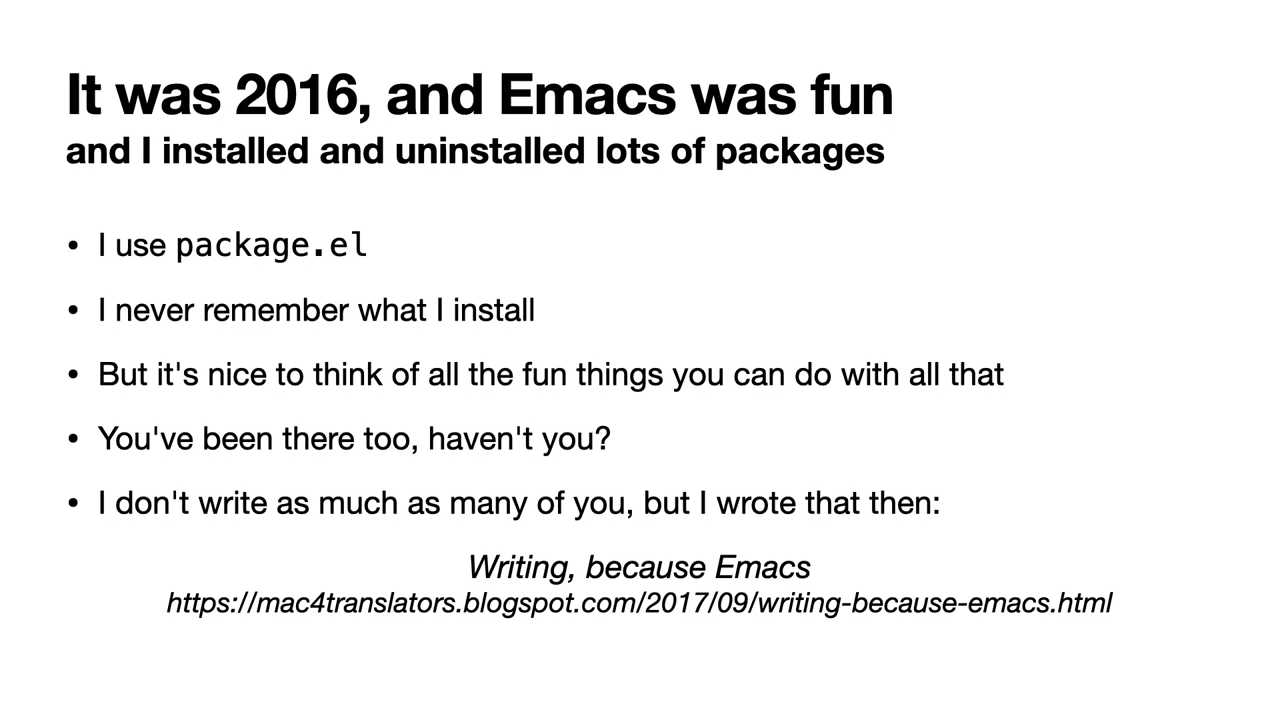 It was 2016, and Emacs was fun
and I installed and uninstalled lots of packages
• I use package.el
• I never remember what I install
• But it's nice to think of all the fun things you can do with all that
• You've been there too, haven't you?
• I don't write as much as many of you, but I wrote that then:
Writing, because Emacs
https://mac4translators.blogspot.com/2017/09/writing-because-emacs.html